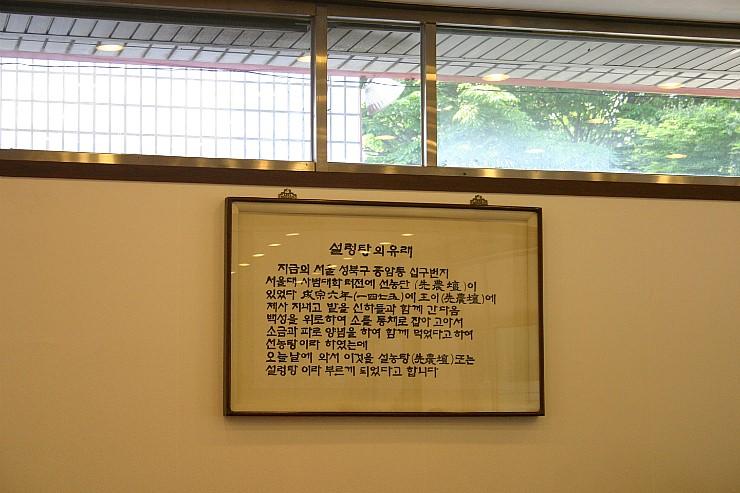 설렁탕의유래
지금의 서울 성북구 종암동 십구번지
서울대 사범대학 터전에 선농단 (先農壇)이
있었다 成宗六年(一四七五)에 王이 (先農壇)에
제사 지내고 밭을 신하들과 함께 간다음
백성을 위로하여 소를 통체로 잡아 고아서
소금과 파로 양념을 하여 함께 먹었다고 하여
선농탕이라 하였는데
오늘날에 와서 이것을 설농탕(先農壇)또는
설렁탕 이라 부르게 되었다고 합니다